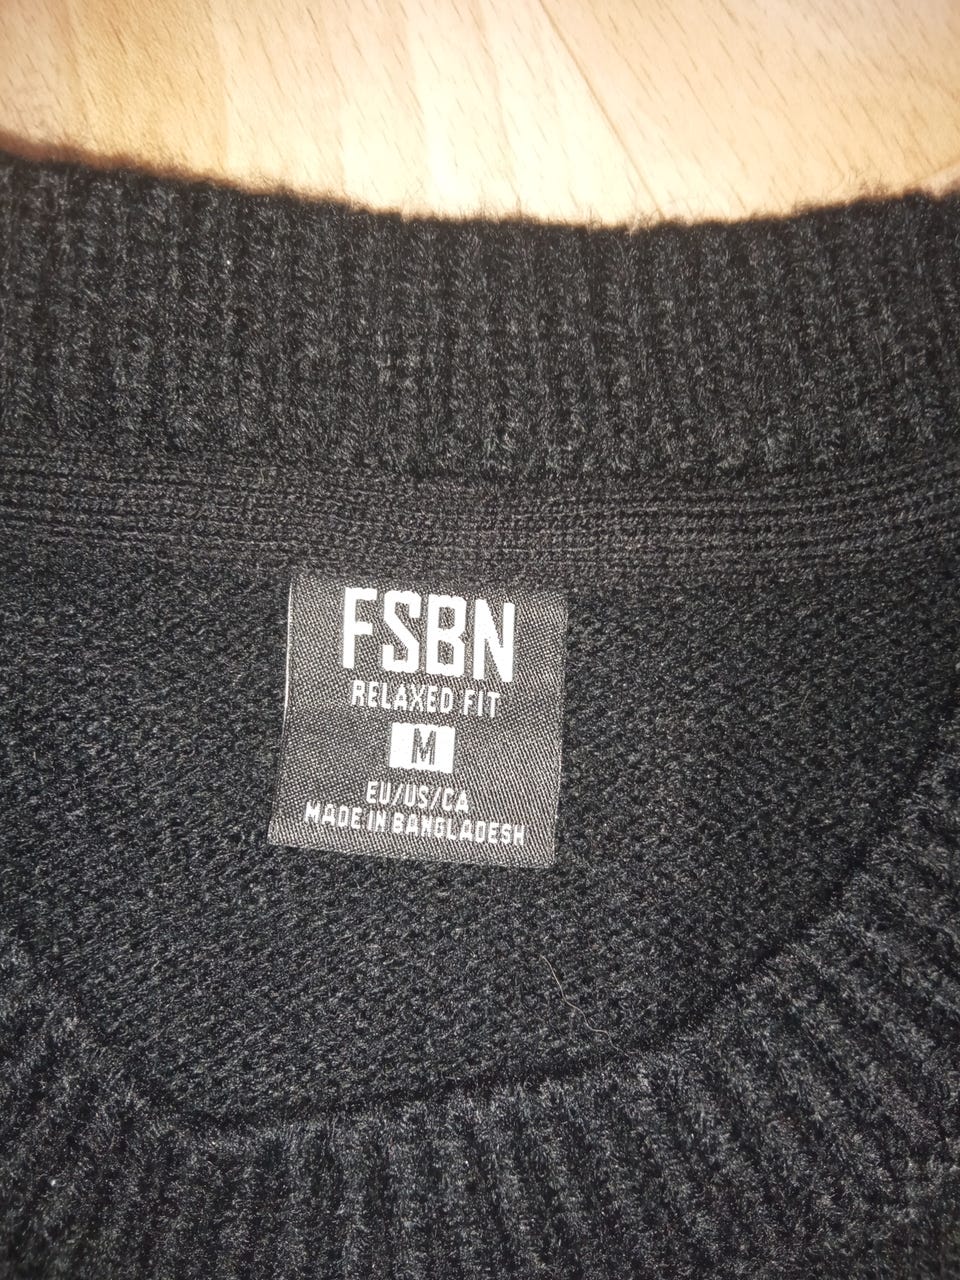 FSBN
RELAXED FIT
M
EU/US/CA
MADE IN BANGLADESH